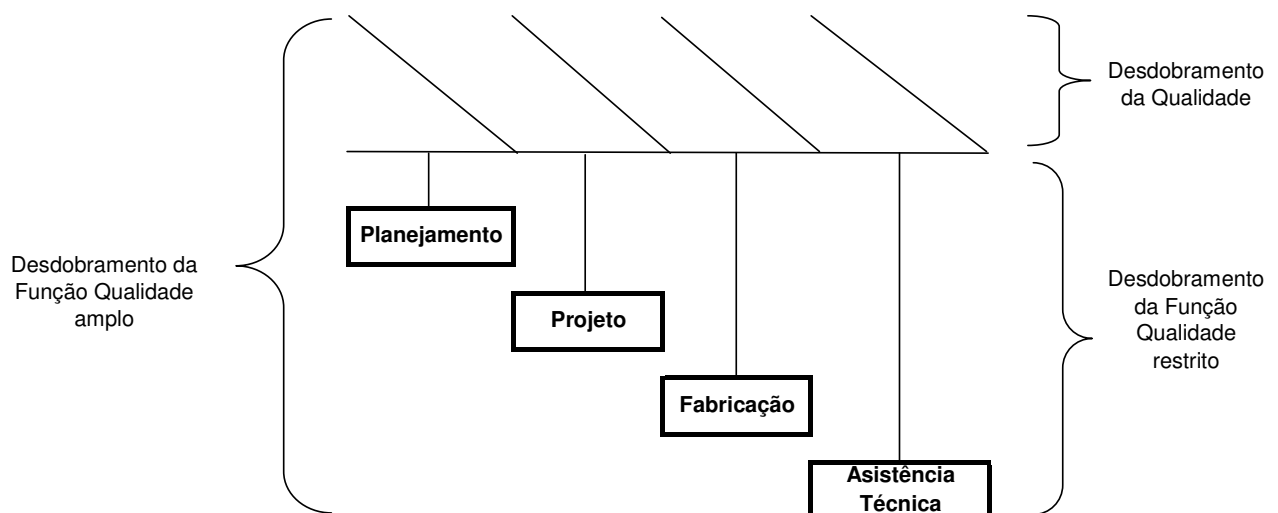 Desdobramento da
Função Qualidade
amplo
Planejamento
Projeto
Fabricação
Asistência
Técnica
Desdobramento
da Qualidade
Desdobramento
da Função
Qualidade
restrito